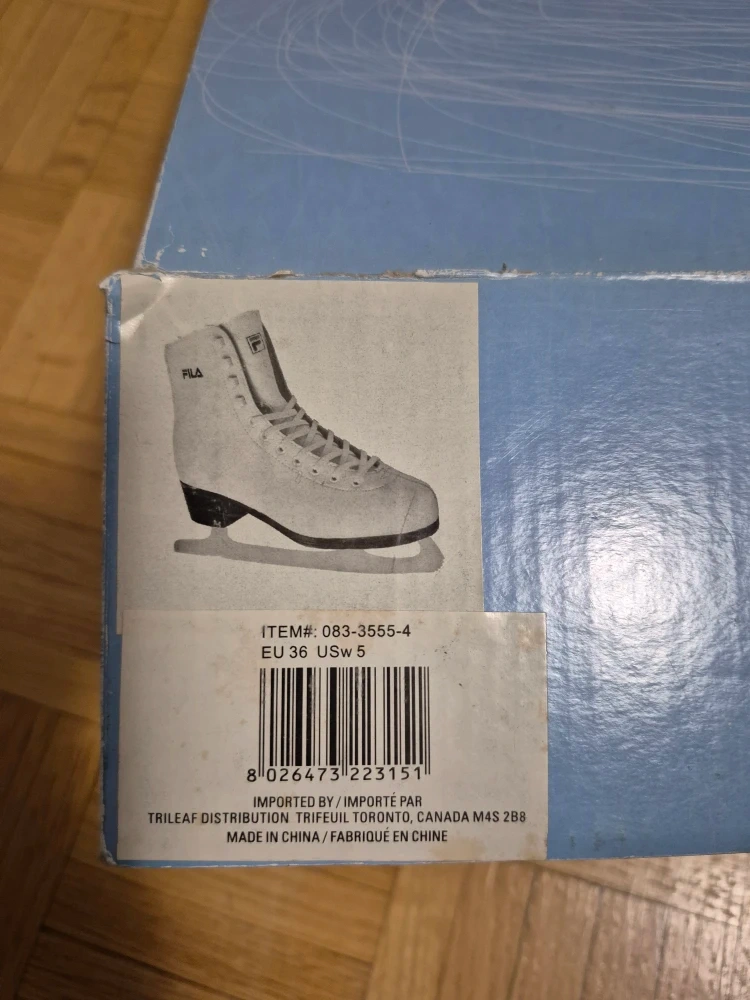 FILA
ITEM#: 083-3555-4
EU 36 USw 5
8 026473 223151
IMPORTED BY / IMPORTÉ PAR
TRILEAF DISTRIBUTION TRIFEUIL TORONTO, CANADA M4S 2B8
MADE IN CHINA / FABRIQUÉ EN CHINE